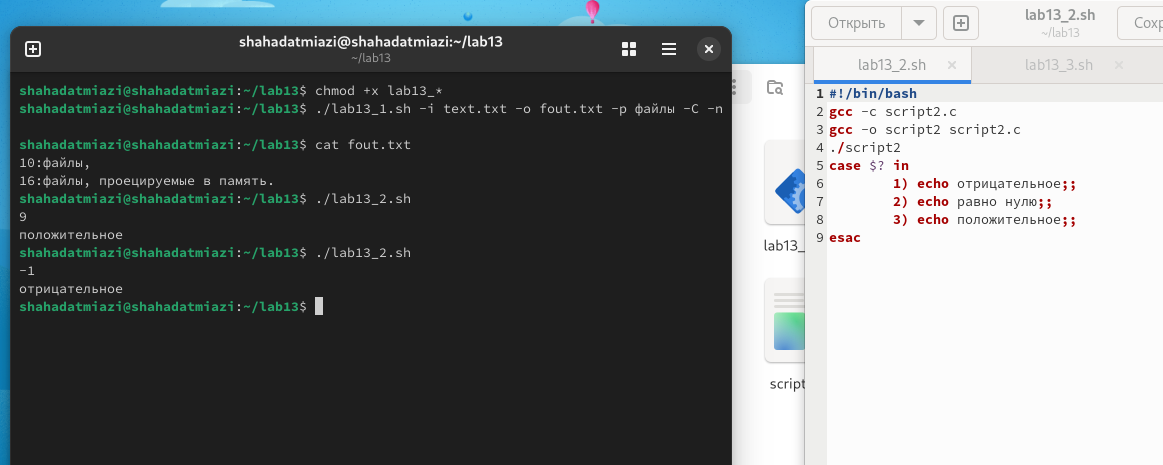 shahadatmiazi@shahadatmiazi:~/lab13
~/lab13
shahadatmiazi@shahadatmiazi:~/lab13$ chmod +x lab13_*
shahadatmiazi@shahadatmiazi:~/lab13$ ./lab13_1.sh -i text.txt -o fout.txt -p файлы -C -n
shahadatmiazi@shahadatmiazi:~/lab13$ cat fout.txt
10:файлы,
16:файлы, проецируемые в память.
shahadatmiazi@shahadatmiazi:~/lab13$ ./lab13_2.sh
9
положительное
shahadatmiazi@shahadatmiazi:~/lab13$ ./lab13_2.sh
-1
отрицательное
shahadatmiazi@shahadatmiazi:~/lab13$
lab13_
script
Открыть
lab13_2.sh
~/lab13
Сох
lab13_2.sh
lab13_3.sh
1 #!/bin/bash
2 gcc -c script2.c
3 gcc -o script2 script2.c
4 ./script2
5 case $? in
6 1) echo отрицательное;;
7 2) echo равно нулю;;
8 3) echo положительное;;
9 esac